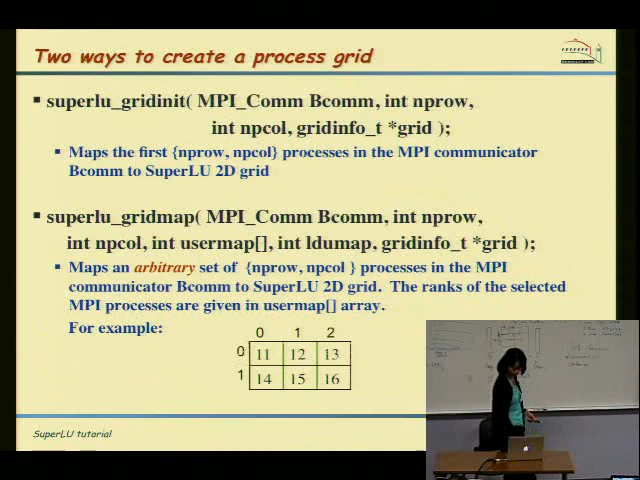 Two ways to create a process grid
superlu_gridinit( MPI_Comm Bcomm, int nprow,
int npcol, gridinfo_t *grid );
Maps the first {nprow, npcol} processes in the MPI communicator
Bcomm to SuperLU 2D grid
superlu_gridmap( MPI_Comm Bcomm, int nprow,
int npcol, int usermap[], int ldumap, gridinfo_t *grid );
Maps an arbitrary set of {nprow, npcol } processes in the MPI
communicator Bcomm to SuperLU 2D grid. The ranks of the selected
MPI processes are given in usermap[] array.
For example:
0 1 2
0 11 12 13
1 14 15 16
SuperLU tutorial